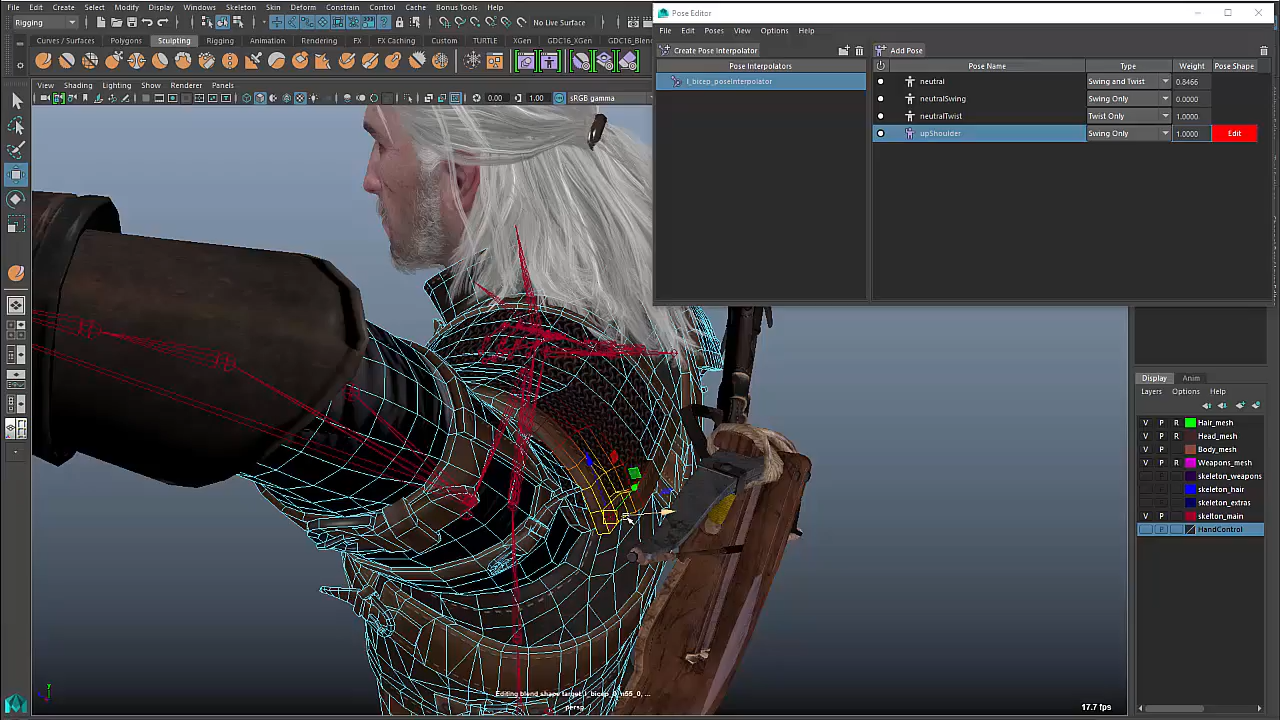 File Edit Create Select Modify Display Windows Skeleton Skin Deform Constrain Control Cache Bonus Tools Help
Rigging No Live Surface
Curves / Surfaces Polygons Sculpting Rigging Animation Rendering FX FX Caching Custom TURTLE XGen GDC16_XGen
View Shading Lighting Show Renderer Panels
0.00 1.00 sRGB gamma
Pose Editor
File Edit Poses View Options Help
Create Pose Interpolator Add Pose
Pose Interpolators Pose Name Type Weight Pose Shape
l_bicep_poseInterpolator neutral Swing and Twist 0.8466
neutralSwing Swing Only 0.0000
neutralTwist Twist Only 1.0000
upShoulder Swing Only 1.0000 Edit
Display Anim
Layers Options Help
V P R Hair_mesh
V P R Head_mesh
V P Body_mesh
V P R Weapons_mesh
skeleton_weapons
skeleton_hair
skeleton_extras
V P skelton_main
HandControl
persp
17.7 fps